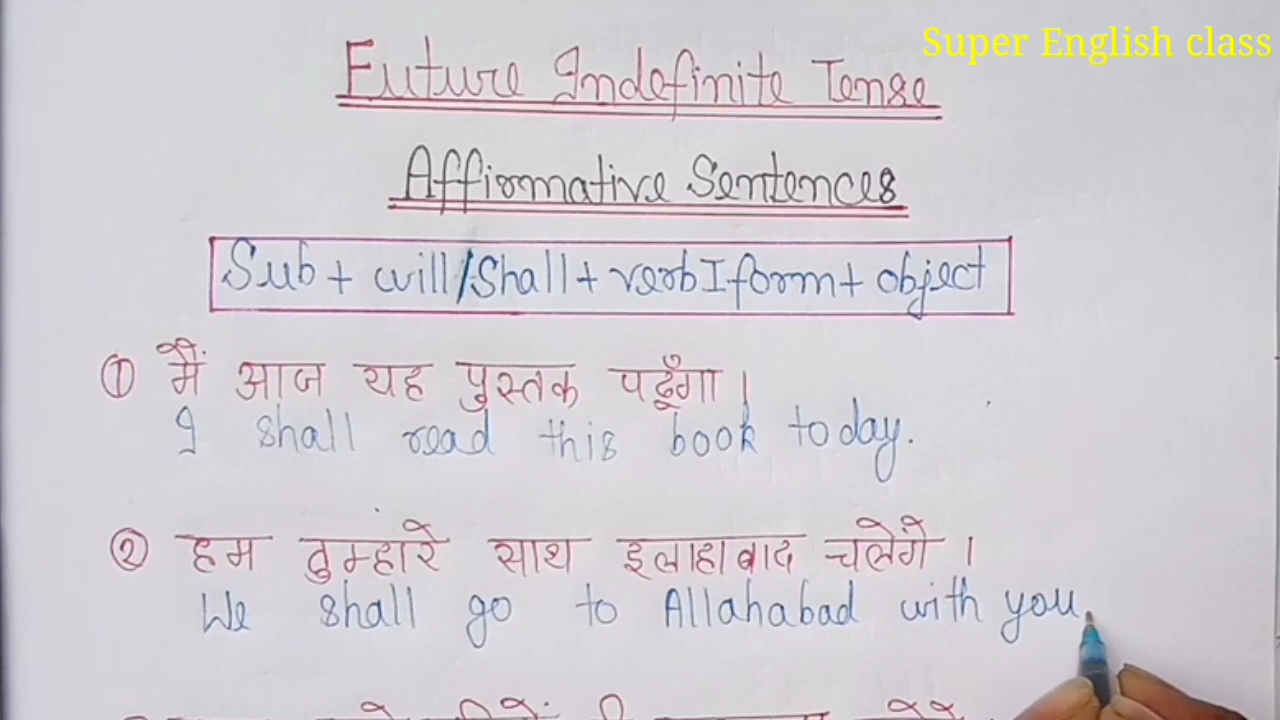 Super English class
Future Indefinite Tense
Affirmative Sentences
Sub + will/Shall + verb I form + object
① मैं आज यह पुस्तक पढूँगा।
I shall read this book today.
② हम तुम्हारे साथ इलाहाबाद चलेगें।
We shall go to Allahabad with you.